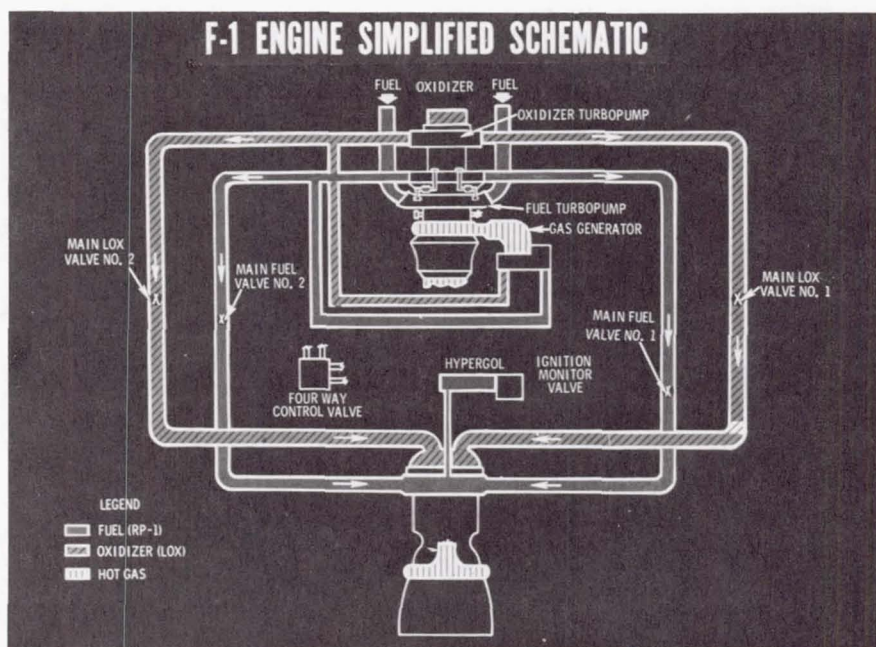 F-1 ENGINE SIMPLIFIED SCHEMATIC
FUEL OXIDIZER FUEL
OXIDIZER TURBOPUMP
FUEL TURBOPUMP
GAS GENERATOR
MAIN LOX
VALVE NO. 2
MAIN FUEL
VALVE NO. 2
MAIN LOX
VALVE NO. 1
MAIN FUEL
VALVE NO. 1
FOUR WAY
CONTROL VALVE
HYPERGOL
IGNITION
MONITOR
VALVE
LEGEND
FUEL (RP-1)
OXIDIZER (LOX)
HOT GAS